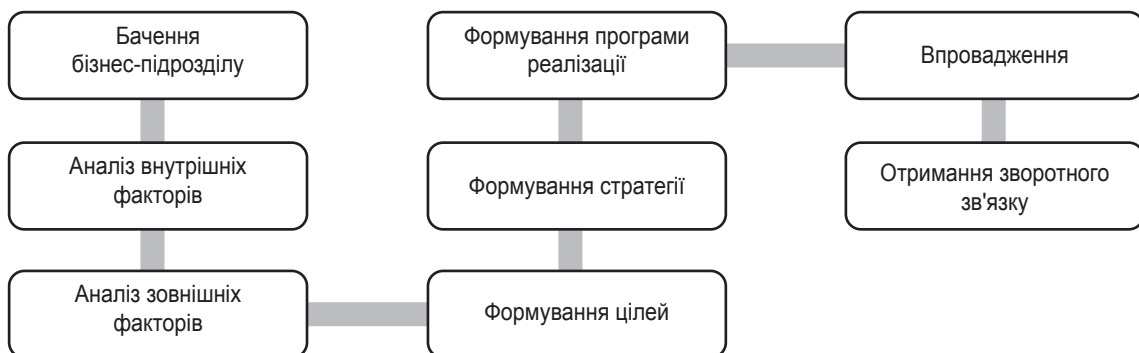 Бачення
бізнес-підрозділу
Аналіз внутрішніх
факторів
Аналіз зовнішніх
факторів
Формування цілей
Формування стратегії
Формування програми
реалізації
Впровадження
Отримання зворотного
зв'язку